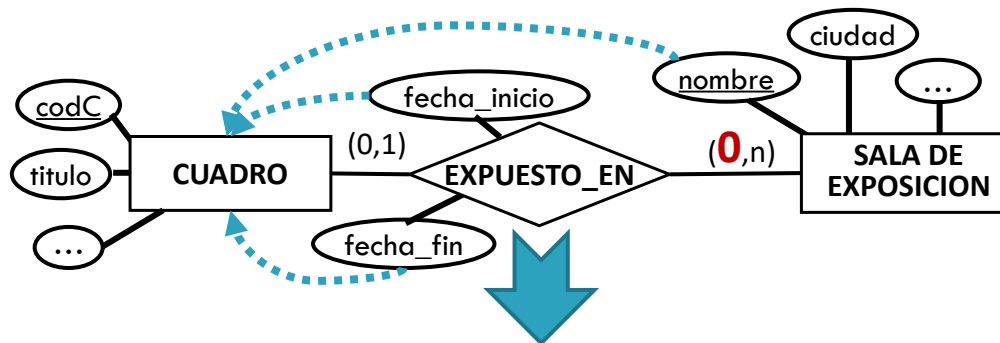 ciudad
nombre
...
codC
fecha_inicio
titulo
CUADRO
(0,1)
EXPUESTO_EN
(0,n)
SALA DE
EXPOSICION
...
fecha_fin